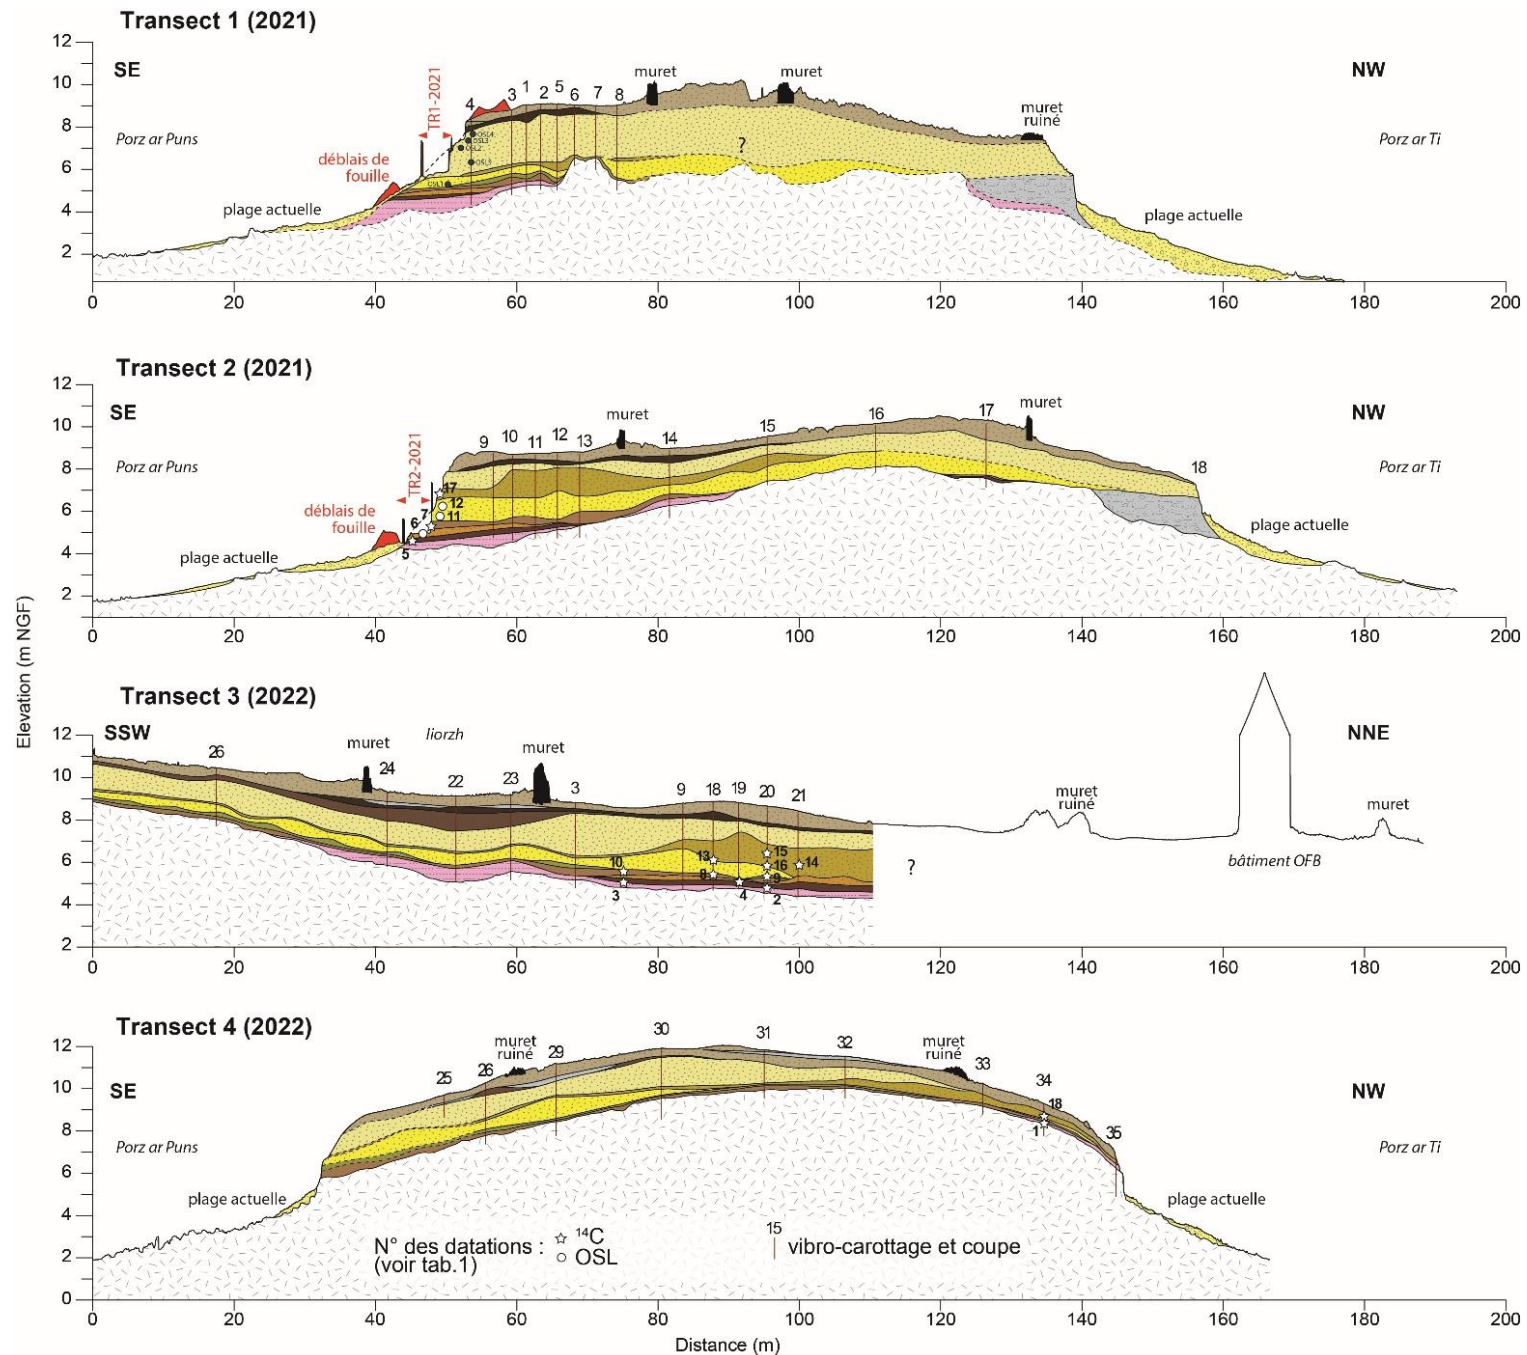 Transect 1 (2021)
12
10
8
6
4
2
SE
NW
Porz ar Puns
Porz ar Ti
TR1-2021
déblais de
fouille
plage actuelle
4
3
1
2
5
6
7
8
muret
muret
muret
ruiné
OSL4
OSL3
OSL2
OSL1
?
plage actuelle
0
20
40
60
80
100
120
140
160
180
200
Transect 2 (2021)
12
10
8
6
4
2
SE
NW
Porz ar Puns
Porz ar Ti
TR2-2021
déblais de
fouille
plage actuelle
9
10
11
12
13
muret
14
15
16
17
muret
18
17
12
11
7
6
5
plage actuelle
0
20
40
60
80
100
120
140
160
180
200
Elevation (m NGF)
Transect 3 (2022)
12
10
8
6
4
2
SSW
NNE
26
muret
24
liorzh
22
23
muret
3
9
18
19
20
21
10
3
13
8
4
15
16
9
2
14
?
muret
ruiné
bâtiment OFB
muret
0
20
40
60
80
100
120
140
160
180
200
Transect 4 (2022)
12
10
8
6
4
2
0
SE
NW
Porz ar Puns
Porz ar Ti
25
26
muret
ruiné
29
30
31
32
muret
ruiné
33
34
18
1
35
plage actuelle
plage actuelle
N° des datations :
(voir tab.1)
14C
OSL
15
vibro-carottage et coupe
0
20
40
60
80
100
120
140
160
180
200
Distance (m)